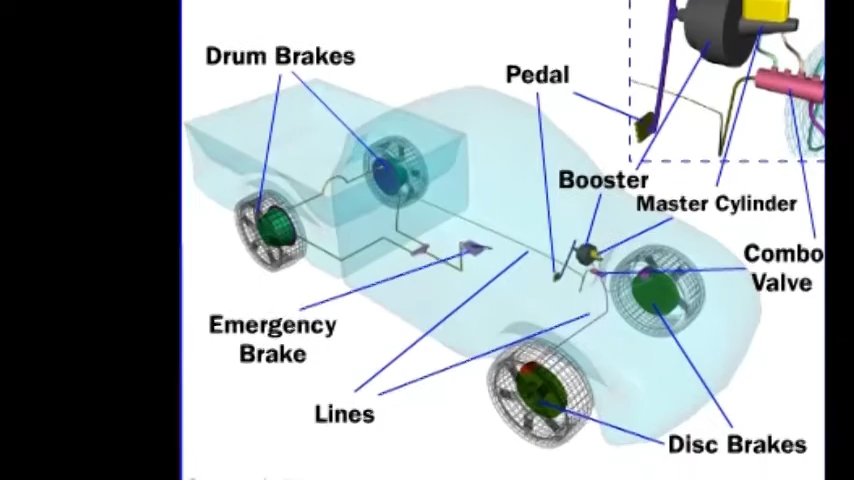 Drum Brakes
Pedal
Booster
Master Cylinder
Combo
Valve
Emergency
Brake
Lines
Disc Brakes